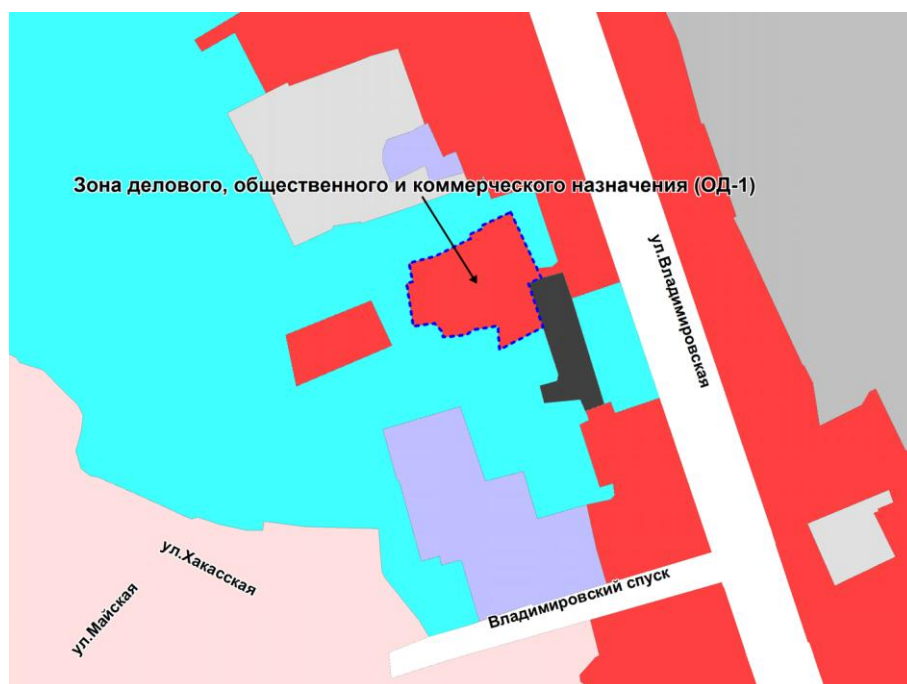 Зона делового, общественного и коммерческого назначения (ОД-1)
ул.Владимировская
ул.Хакасская
ул.Майская
Владимировский спуск